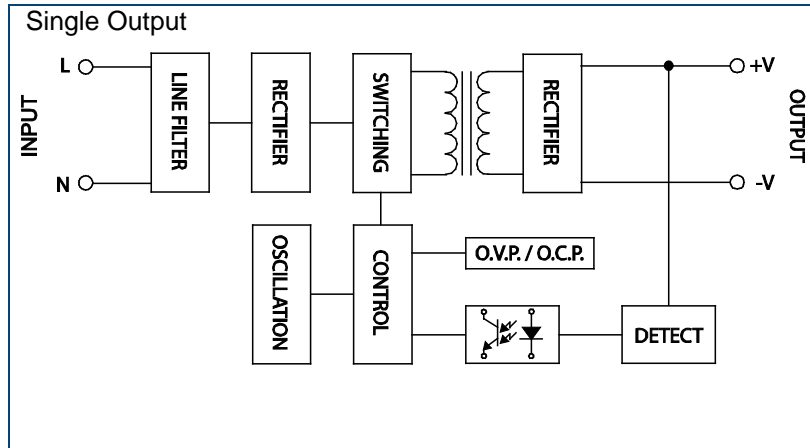 Single Output
L
N
INPUT
LINE FILTER
RECTIFIER
SWITCHING
RECTIFIER
+V
-V
OUTPUT
OSCILLATION
CONTROL
O.V.P. / O.C.P.
DETECT